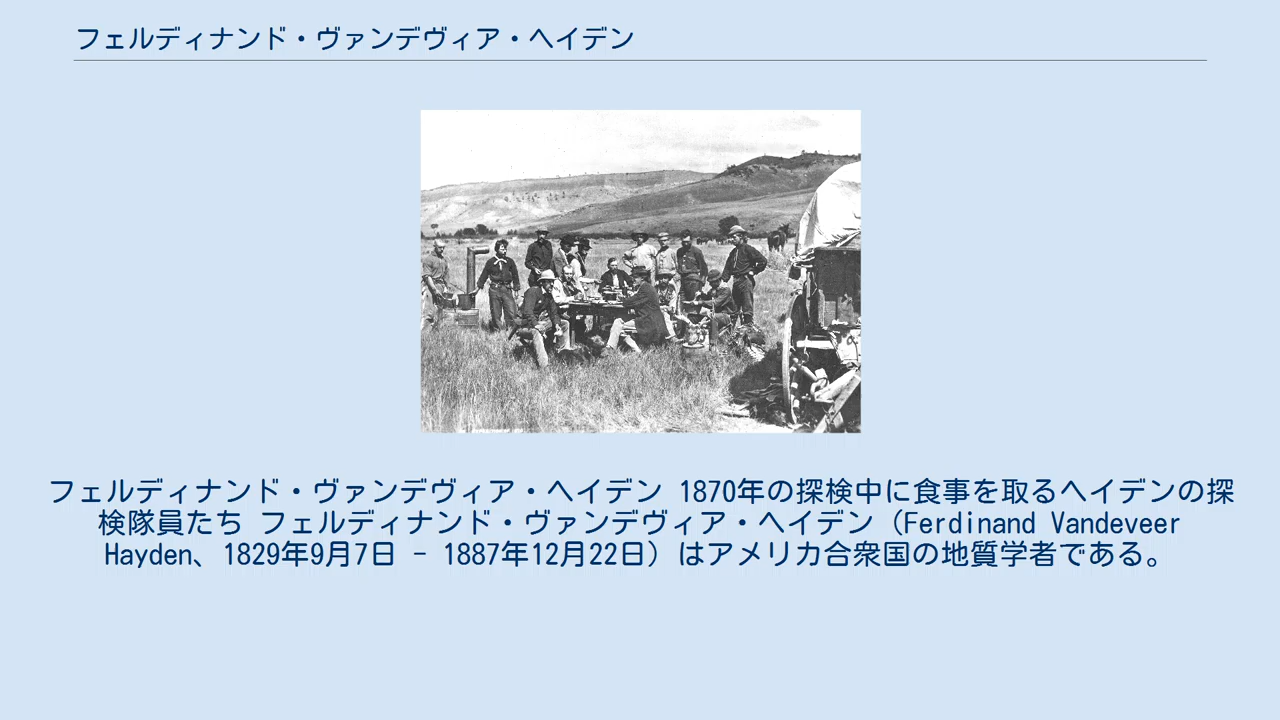 フェルディナンド・ヴァンデヴィア・ヘイデン
フェルディナンド・ヴァンデヴィア・ヘイデン 1870年の探検中に食事を取るヘイデンの探
検隊員たち フェルディナンド・ヴァンデヴィア・ヘイデン（Ferdinand Vandeveer
Hayden、1829年9月7日 - 1887年12月22日）はアメリカ合衆国の地質学者である。